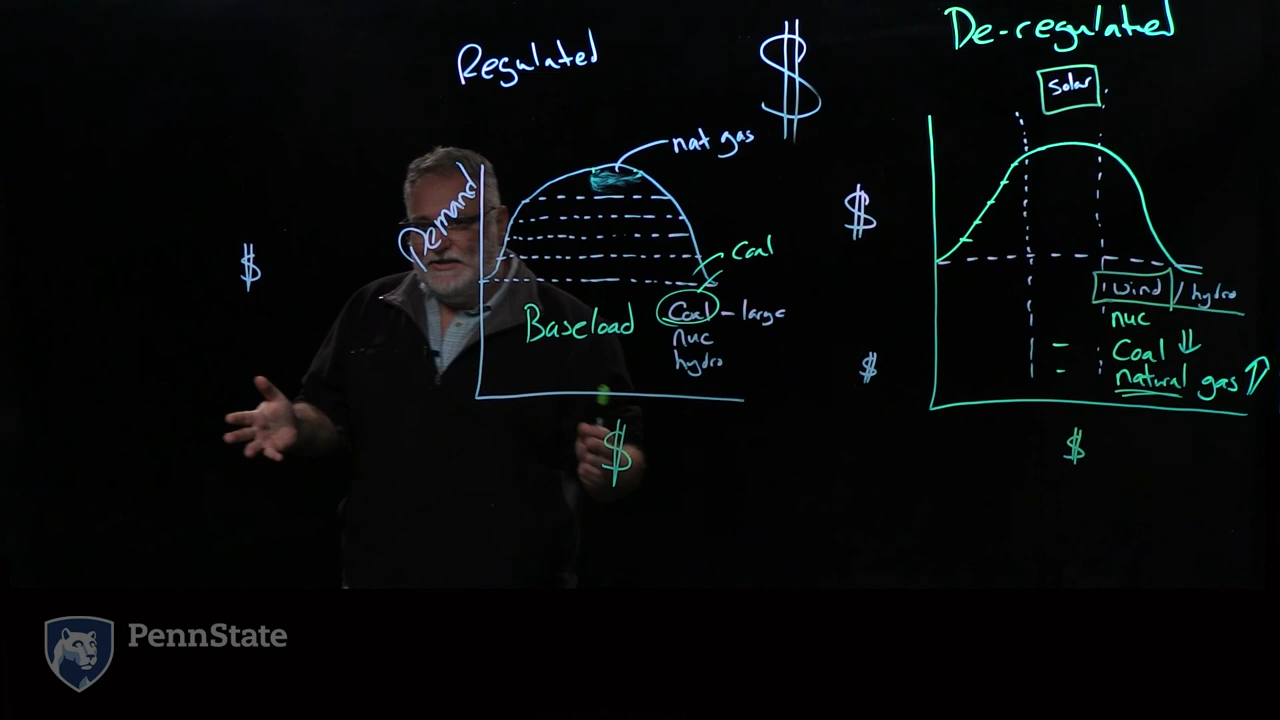 Regulated
$
De-regulated
Solar
nat gas
Demand
$
$
Coal
Baseload
Coal - large
nuc
hydro
$
$
wind / hydro
nuc
Coal ⇓
natural gas ⇑
$
PennState